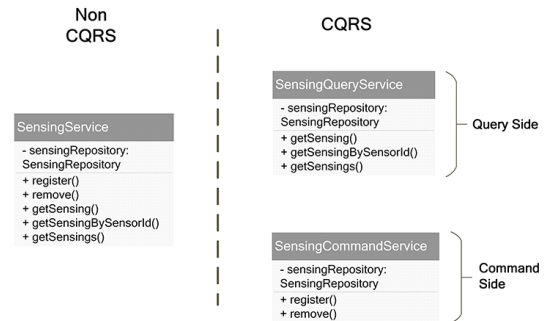 Non
CQRS
CQRS
SensingService
- sensingRepository:
SensingRepository
+ register()
+ remove()
+ getSensing()
+ getSensingBySensorId()
+ getSensings()
SensingQueryService
- sensingRepository:
SensingRepository
+ getSensing()
+ getSensingBySensorId()
+ getSensings()
Query Side
SensingCommandService
- sensingRepository:
SensingRepository
+ register()
+ remove()
Command
Side